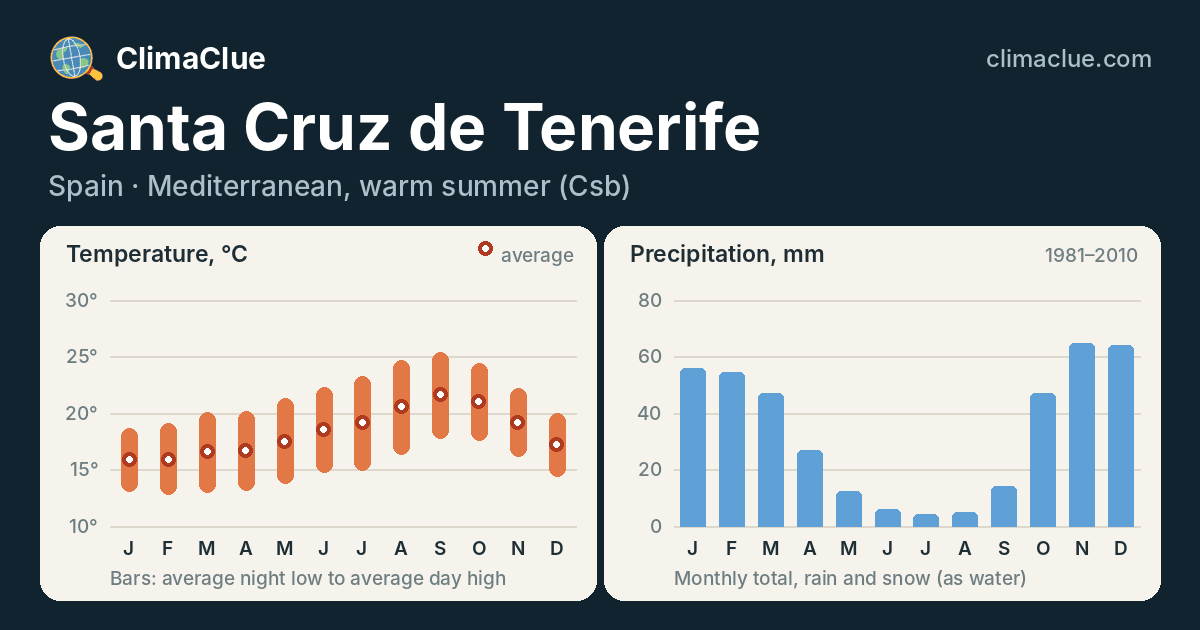 ClimaClue
climaclue.com
Santa Cruz de Tenerife
Spain · Mediterranean, warm summer (Csb)
Temperature, °C
average
30°
25°
20°
15°
10°
J F M A M J J A S O N D
Bars: average night low to average day high
Precipitation, mm
1981–2010
80
60
40
20
0
J F M A M J J A S O N D
Monthly total, rain and snow (as water)